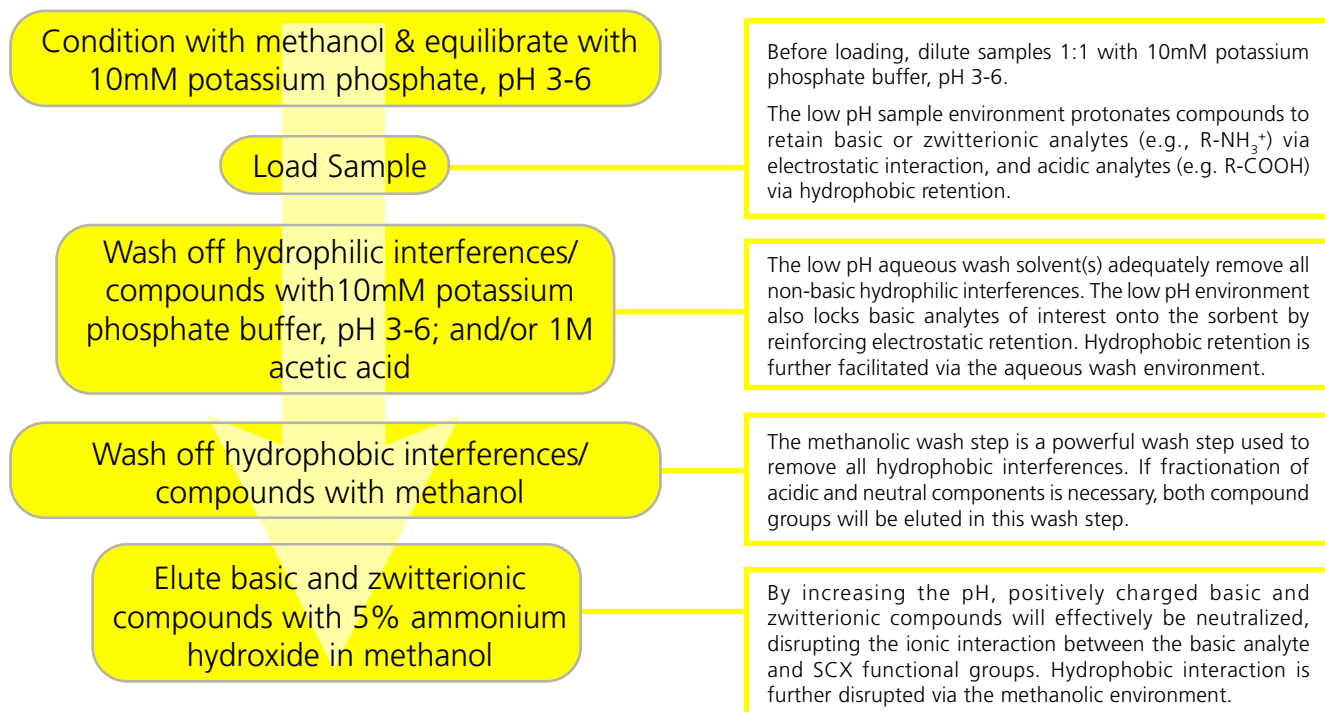 Condition with methanol & equilibrate with
10mM potassium phosphate, pH 3-6
Before loading, dilute samples 1:1 with 10mM potassium
phosphate buffer, pH 3-6.
The low pH sample environment protonates compounds to
retain basic or zwitterionic analytes (e.g., R-NH₃⁺) via
electrostatic interaction, and acidic analytes (e.g. R-COOH)
via hydrophobic retention.
Load Sample
Wash off hydrophilic interferences/
compounds with10mM potassium
phosphate buffer, pH 3-6; and/or 1M
acetic acid
The low pH aqueous wash solvent(s) adequately remove all
non-basic hydrophilic interferences. The low pH environment
also locks basic analytes of interest onto the sorbent by
reinforcing electrostatic retention. Hydrophobic retention is
further facilitated via the aqueous wash environment.
Wash off hydrophobic interferences/
compounds with methanol
The methanolic wash step is a powerful wash step used to
remove all hydrophobic interferences. If fractionation of
acidic and neutral components is necessary, both compound
groups will be eluted in this wash step.
Elute basic and zwitterionic
compounds with 5% ammonium
hydroxide in methanol
By increasing the pH, positively charged basic and
zwitterionic compounds will effectively be neutralized,
disrupting the ionic interaction between the basic analyte
and SCX functional groups. Hydrophobic interaction is
further disrupted via the methanolic environment.